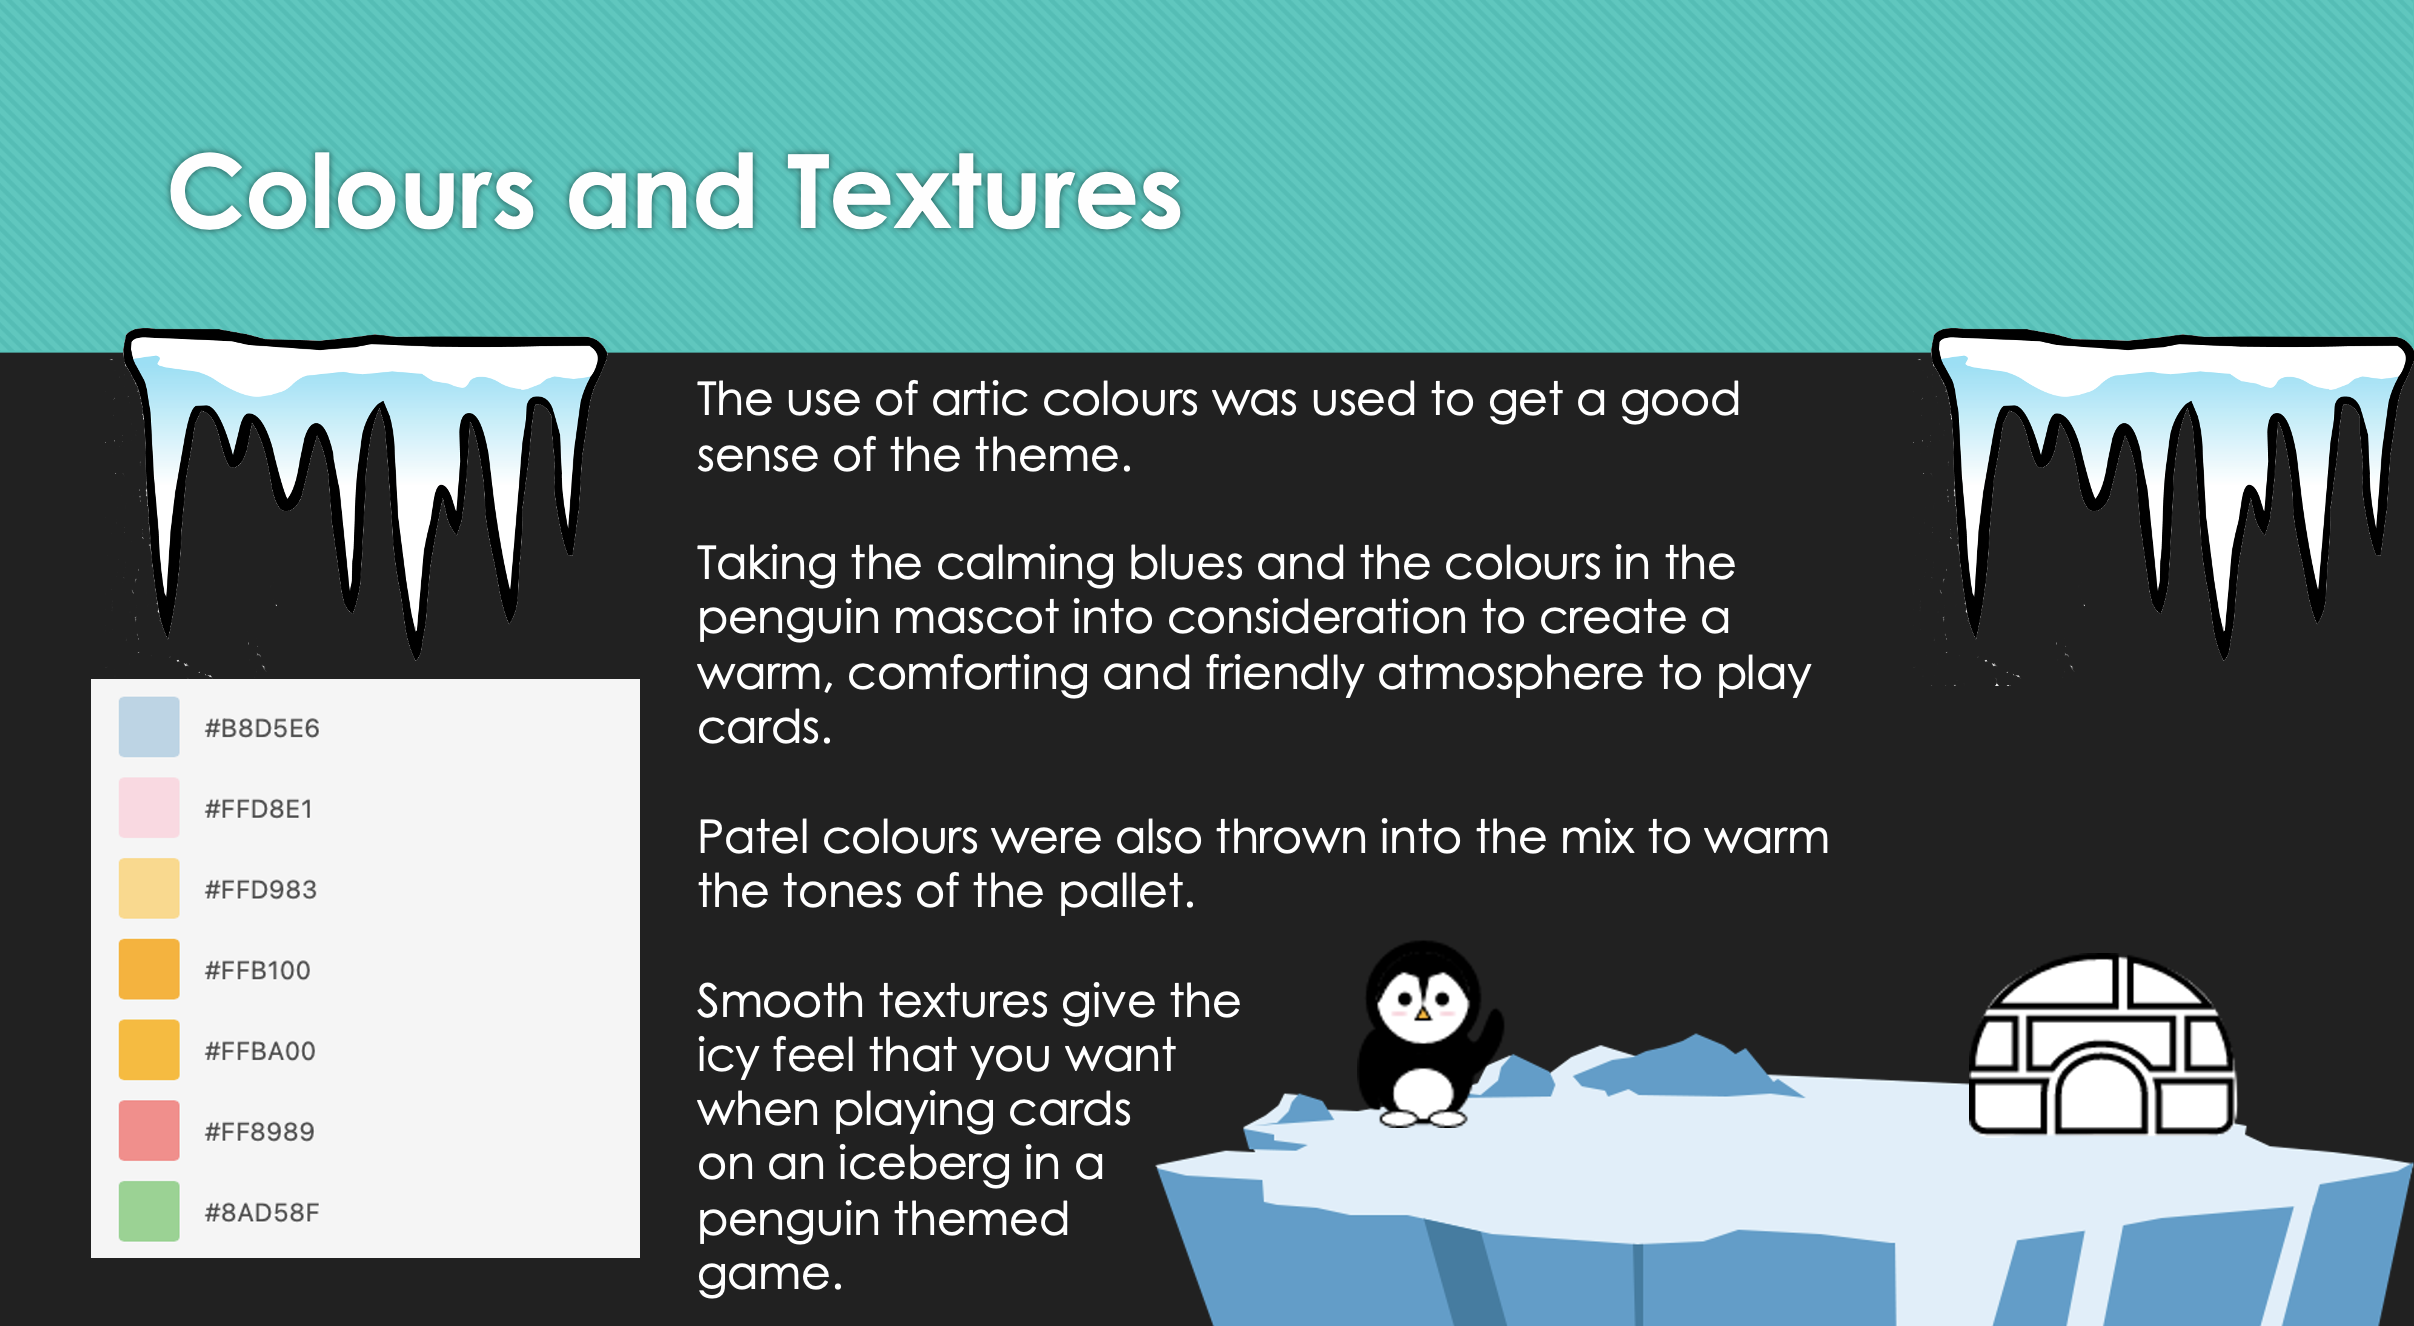 Colours and Textures
The use of artic colours was used to get a good
sense of the theme.
Taking the calming blues and the colours in the
penguin mascot into consideration to create a
warm, comforting and friendly atmosphere to play
cards.
Patel colours were also thrown into the mix to warm
the tones of the pallet.
Smooth textures give the
icy feel that you want
when playing cards
on an iceberg in a
penguin themed
game.
#B8D5E6
#FFD8E1
#FFD983
#FFB100
#FFBA00
#FF8989
#8AD58F